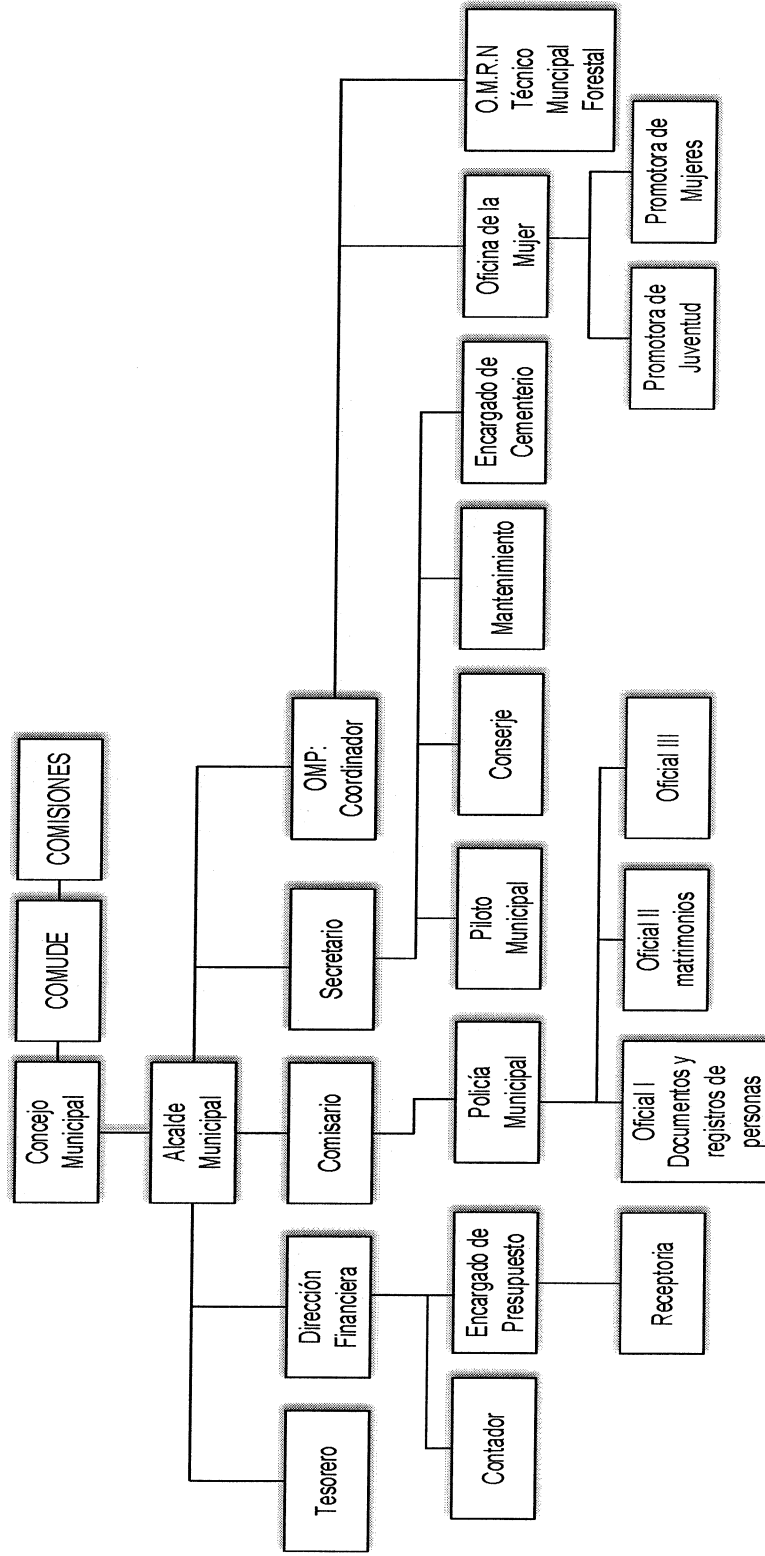 Concejo
Municipal
COMUDE
COMISIONES
Alcalde
Municipal
Tesorero
Dirección
Financiera
Comisario
Secretario
OMP:
Coordinador
Contador
Encargado de
Presupuesto
Policía
Municipal
Piloto
Municipal
Conserje
Mantenimiento
Encargado de
Cementerio
Oficina de la
Mujer
O.M.R.N
Técnico
Muncipal
Forestal
Receptoria
Oficial I
Documentos y
registros de
personas
Oficial II
matrimonios
Oficial III
Promotora de
Juventud
Promotora de
Mujeres